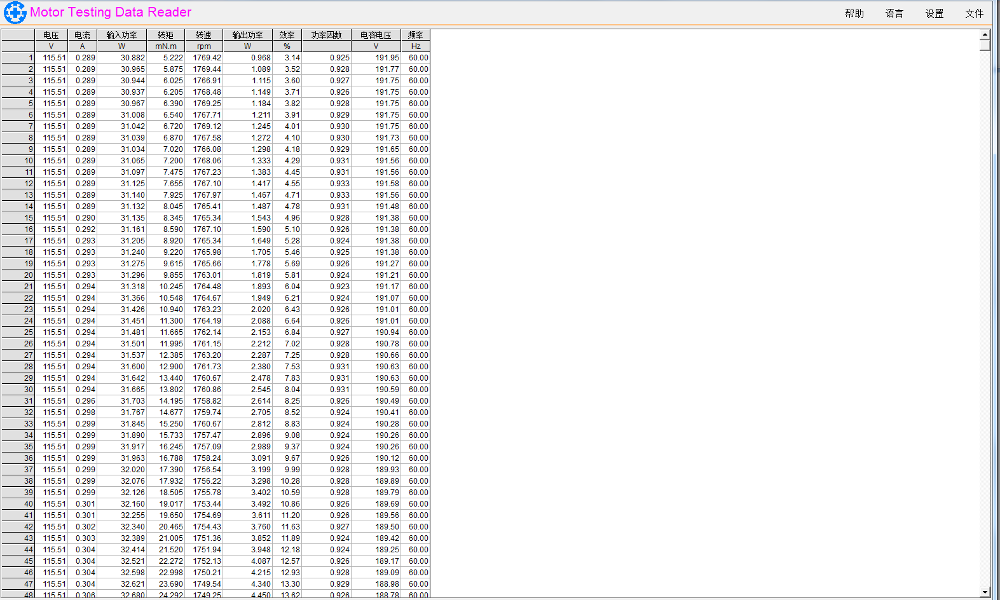 Motor Testing Data Reader
帮助 语言 设置 文件
电压 电流 输入功率 转矩 转速 输出功率 效率 功率因数 电容电压 频率
V A W mN.m rpm W % V Hz
1 115.51 0.289 30.882 5.222 1769.42 0.968 3.14 0.925 191.95 60.00
2 115.51 0.289 30.965 5.875 1769.44 1.089 3.52 0.928 191.77 60.00
3 115.51 0.289 30.944 6.025 1766.91 1.115 3.60 0.927 191.75 60.00
4 115.51 0.289 30.937 6.205 1768.48 1.149 3.71 0.926 191.75 60.00
5 115.51 0.289 30.967 6.390 1769.25 1.184 3.82 0.928 191.75 60.00
6 115.51 0.289 31.008 6.540 1767.71 1.211 3.91 0.929 191.75 60.00
7 115.51 0.289 31.042 6.720 1769.12 1.245 4.01 0.930 191.75 60.00
8 115.51 0.289 31.039 6.870 1767.58 1.272 4.10 0.930 191.73 60.00
9 115.51 0.289 31.034 7.020 1766.08 1.298 4.18 0.929 191.65 60.00
10 115.51 0.289 31.065 7.200 1768.06 1.333 4.29 0.931 191.56 60.00
11 115.51 0.289 31.097 7.475 1767.23 1.383 4.45 0.931 191.56 60.00
12 115.51 0.289 31.125 7.655 1767.10 1.417 4.55 0.933 191.58 60.00
13 115.51 0.289 31.140 7.925 1767.97 1.467 4.71 0.933 191.56 60.00
14 115.51 0.289 31.132 8.045 1765.41 1.487 4.78 0.931 191.48 60.00
15 115.51 0.290 31.135 8.345 1765.34 1.543 4.96 0.928 191.38 60.00
16 115.51 0.292 31.161 8.590 1767.10 1.590 5.10 0.926 191.38 60.00
17 115.51 0.293 31.205 8.920 1765.34 1.649 5.28 0.924 191.38 60.00
18 115.51 0.293 31.240 9.220 1765.98 1.705 5.46 0.925 191.38 60.00
19 115.51 0.293 31.275 9.615 1765.66 1.778 5.69 0.926 191.27 60.00
20 115.51 0.293 31.296 9.855 1763.01 1.819 5.81 0.924 191.21 60.00
21 115.51 0.294 31.318 10.245 1764.48 1.893 6.04 0.923 191.17 60.00
22 115.51 0.294 31.366 10.548 1764.67 1.949 6.21 0.924 191.07 60.00
23 115.51 0.294 31.426 10.940 1763.23 2.020 6.43 0.926 191.01 60.00
24 115.51 0.294 31.451 11.300 1764.19 2.088 6.64 0.926 191.01 60.00
25 115.51 0.294 31.481 11.665 1762.14 2.153 6.84 0.927 190.94 60.00
26 115.51 0.294 31.501 11.995 1761.15 2.212 7.02 0.928 190.78 60.00
27 115.51 0.294 31.537 12.385 1763.20 2.287 7.25 0.928 190.66 60.00
28 115.51 0.294 31.600 12.900 1761.73 2.380 7.53 0.931 190.63 60.00
29 115.51 0.294 31.642 13.440 1760.67 2.478 7.83 0.931 190.63 60.00
30 115.51 0.294 31.665 13.802 1760.86 2.545 8.04 0.931 190.59 60.00
31 115.51 0.296 31.703 14.195 1758.82 2.614 8.25 0.926 190.49 60.00
32 115.51 0.298 31.767 14.677 1759.74 2.705 8.52 0.924 190.41 60.00
33 115.51 0.299 31.845 15.250 1760.67 2.812 8.83 0.924 190.28 60.00
34 115.51 0.299 31.890 15.733 1757.47 2.896 9.08 0.924 190.26 60.00
35 115.51 0.299 31.917 16.245 1757.09 2.989 9.37 0.924 190.26 60.00
36 115.51 0.299 31.963 16.788 1758.24 3.091 9.67 0.926 190.12 60.00
37 115.51 0.299 32.020 17.390 1756.54 3.199 9.99 0.928 189.93 60.00
38 115.51 0.299 32.076 17.932 1756.22 3.298 10.28 0.928 189.89 60.00
39 115.51 0.299 32.126 18.505 1755.78 3.402 10.59 0.928 189.79 60.00
40 115.51 0.301 32.160 19.017 1753.44 3.492 10.86 0.926 189.69 60.00
41 115.51 0.301 32.255 19.650 1754.69 3.611 11.20 0.926 189.56 60.00
42 115.51 0.302 32.340 20.465 1754.43 3.760 11.63 0.927 189.50 60.00
43 115.51 0.303 32.389 21.005 1751.36 3.852 11.89 0.924 189.42 60.00
44 115.51 0.304 32.414 21.520 1751.94 3.948 12.18 0.924 189.25 60.00
45 115.51 0.304 32.521 22.272 1752.13 4.087 12.57 0.926 189.17 60.00
46 115.51 0.304 32.598 22.998 1750.21 4.215 12.93 0.928 189.09 60.00
47 115.51 0.304 32.621 23.690 1749.54 4.340 13.30 0.929 188.98 60.00
48 115.51 0.306 32.680 24.292 1749.25 4.450 13.62 0.926 188.78 60.00